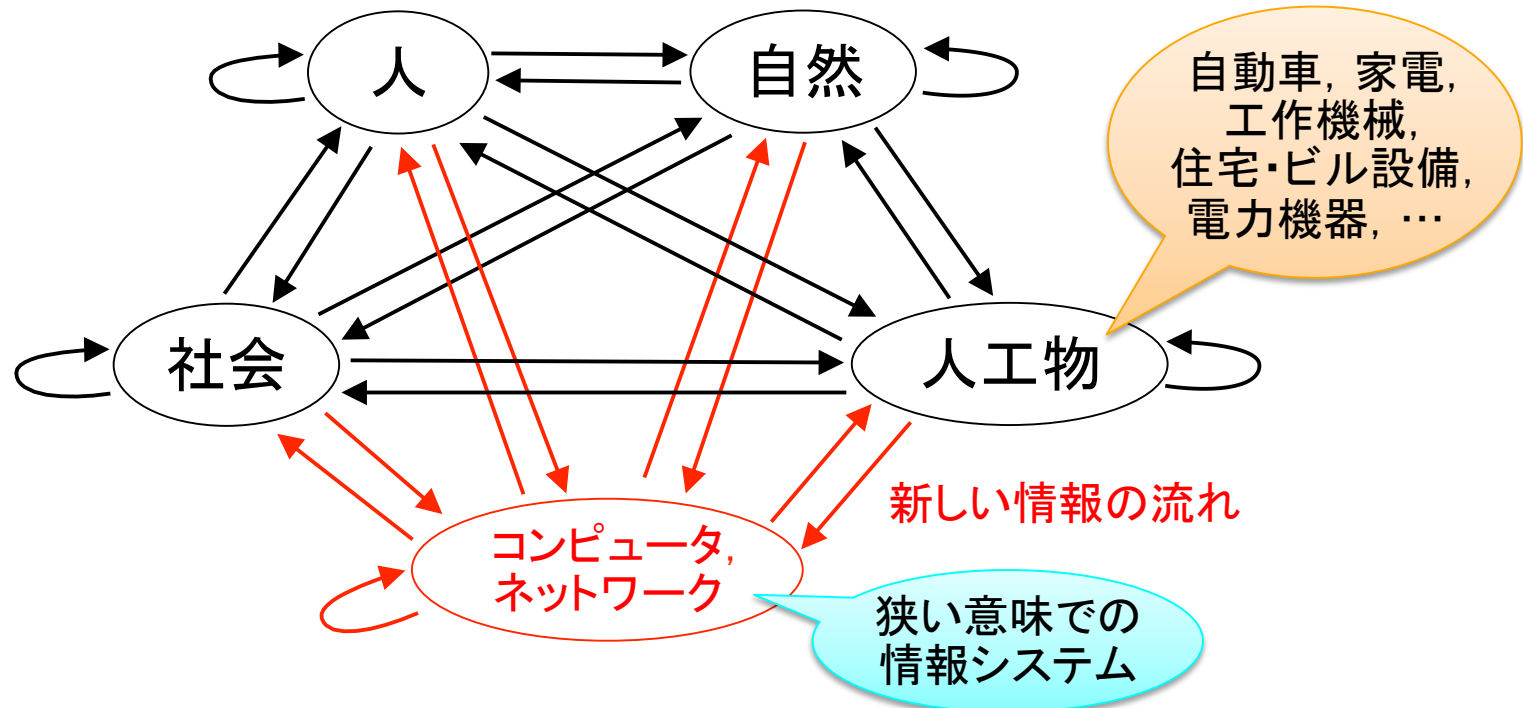 人
自然
自動車, 家電,
工作機械,
住宅・ビル設備,
電力機器, …
社会
人工物
新しい情報の流れ
コンピュータ,
ネットワーク
狭い意味での
情報システム